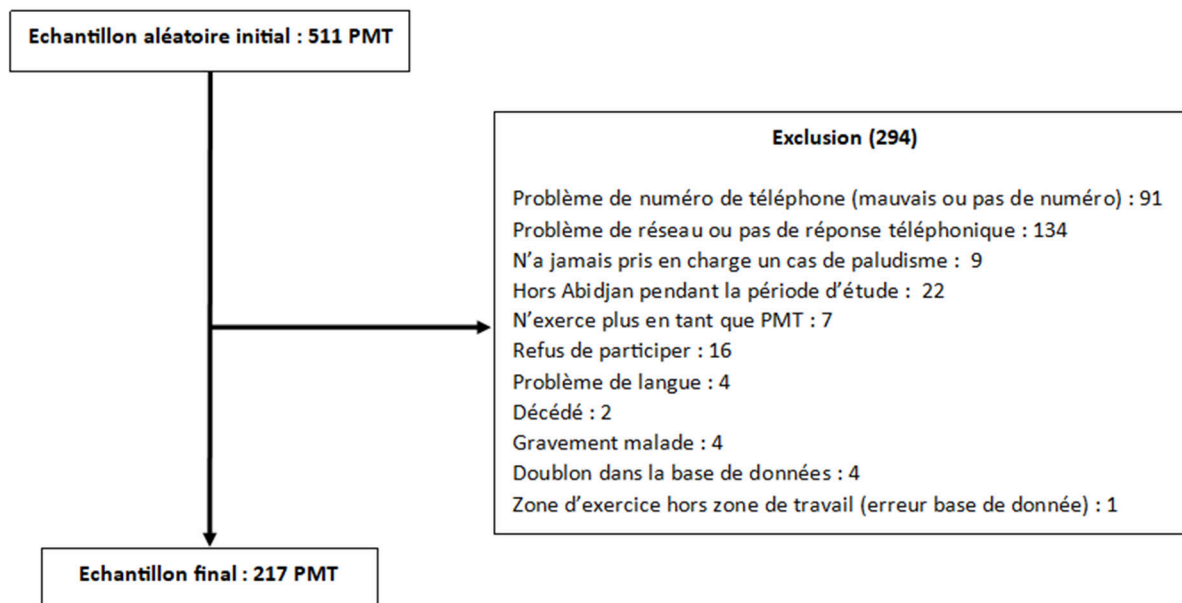 Echantillon aléatoire initial : 511 PMT
Exclusion (294)
Problème de numéro de téléphone (mauvais ou pas de numéro) : 91
Problème de réseau ou pas de réponse téléphonique : 134
N'a jamais pris en charge un cas de paludisme : 9
Hors Abidjan pendant la période d'étude : 22
N'exerce plus en tant que PMT : 7
Refus de participer : 16
Problème de langue : 4
Décédé : 2
Gravement malade : 4
Doublon dans la base de données : 4
Zone d'exercice hors zone de travail (erreur base de donnée) : 1
Echantillon final : 217 PMT